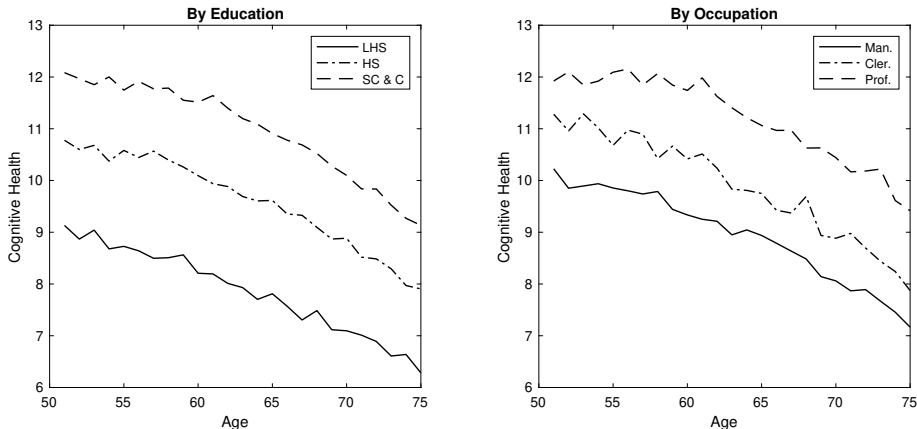 By Education
13
12
11
10
9
8
7
6
50
55
60
65
70
75
Cognitive Health
Age
LHS
HS
SC & C
By Occupation
13
12
11
10
9
8
7
6
50
55
60
65
70
75
Cognitive Health
Age
Man.
Cler.
Prof.